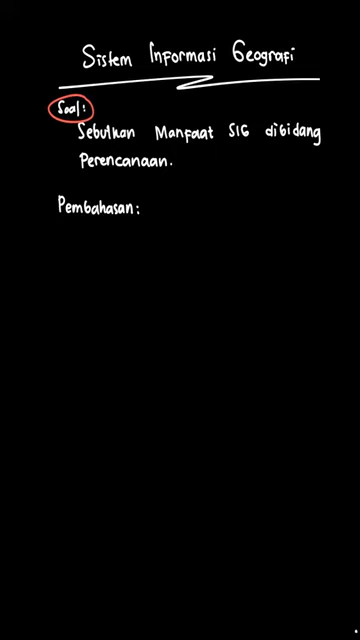 Sistem Informasi Geografi
Soal:
Sebutkan Manfaat SIG dibidang
Perencanaan.
Pembahasan: